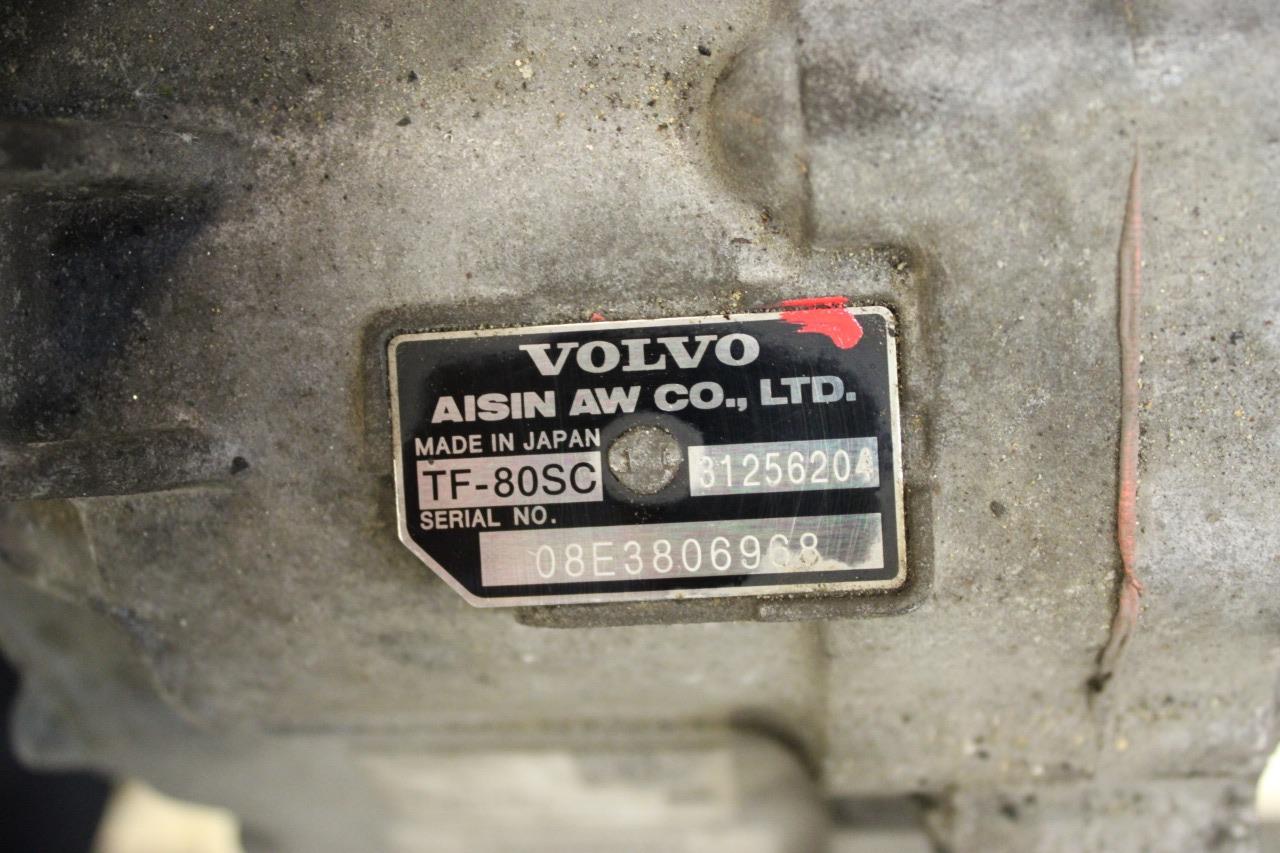 VOLVO
AISIN AW CO., LTD.
MADE IN JAPAN
TF-80SC 31256204
SERIAL NO.
08E3806968